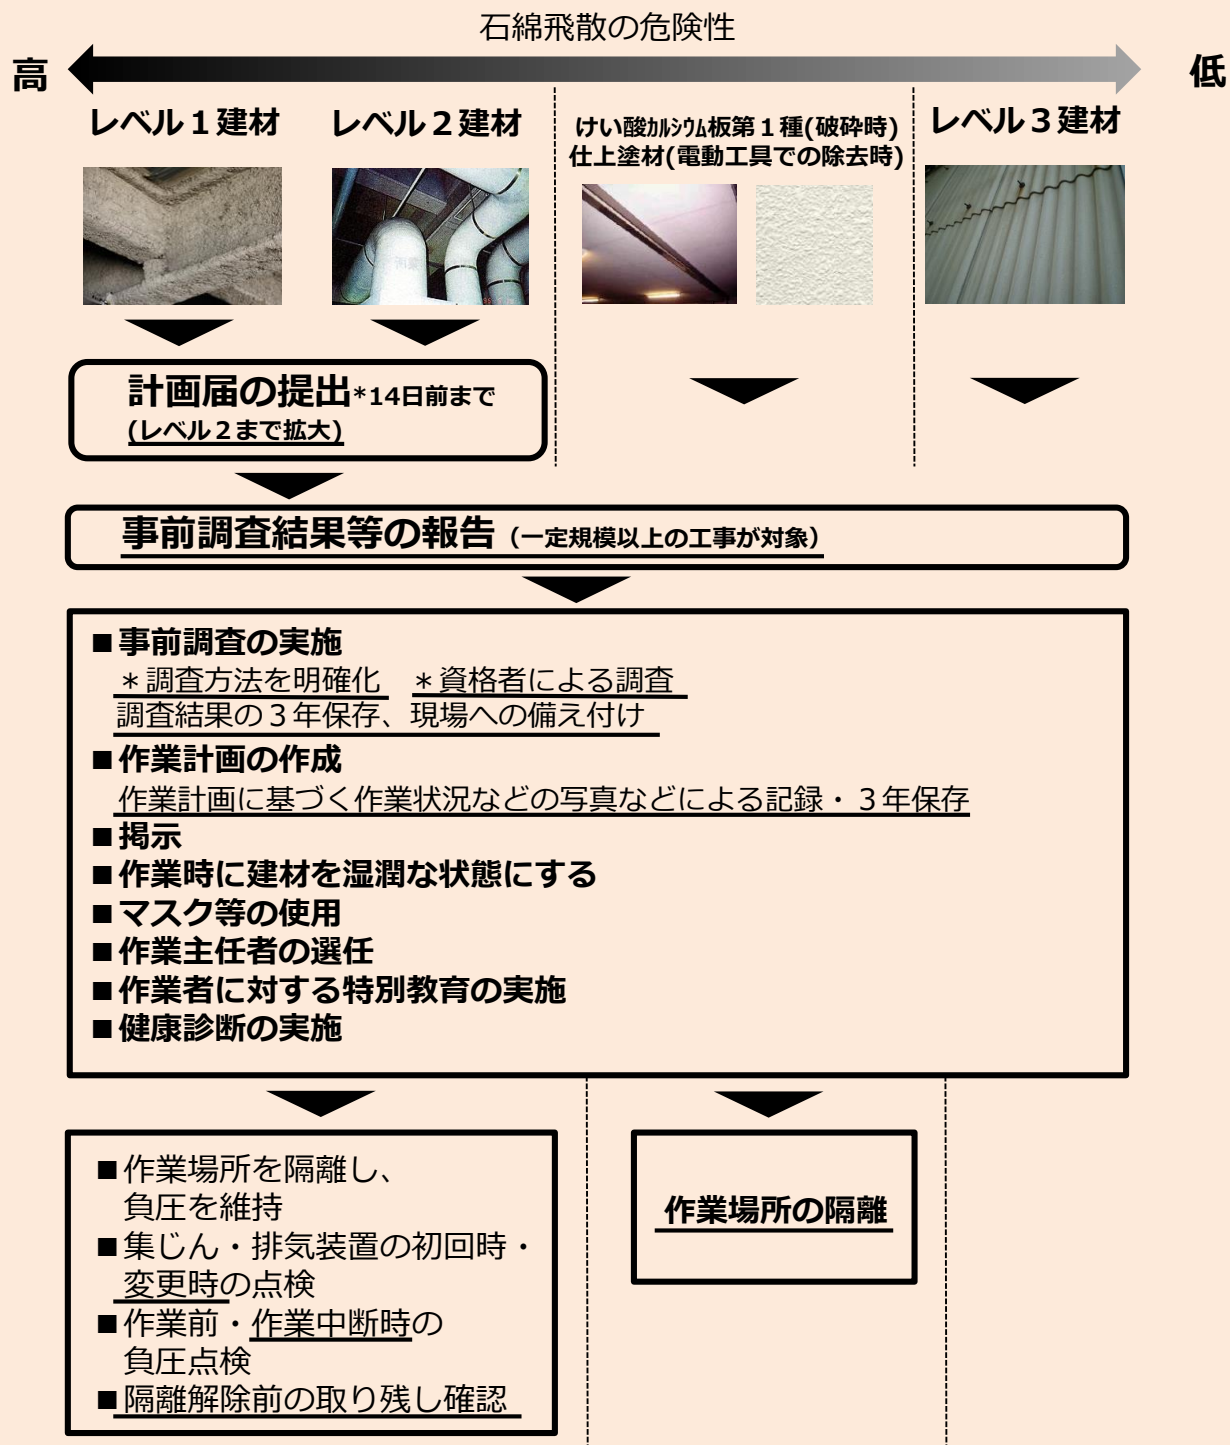 石綿飛散の危険性
高
低
レベル１建材
レベル２建材
けい酸ｶﾙｼｳﾑ板第１種(破砕時)
仕上塗材(電動工具での除去時)
レベル３建材
計画届の提出*14日前まで
(レベル２まで拡大)
事前調査結果等の報告（一定規模以上の工事が対象）
■事前調査の実施
＊調査方法を明確化　＊資格者による調査
調査結果の３年保存、現場への備え付け
■作業計画の作成
作業計画に基づく作業状況などの写真などによる記録・３年保存
■掲示
■作業時に建材を湿潤な状態にする
■マスク等の使用
■作業主任者の選任
■作業者に対する特別教育の実施
■健康診断の実施
■作業場所を隔離し、
負圧を維持
■集じん・排気装置の初回時・
変更時の点検
■作業前・作業中断時の
負圧点検
■隔離解除前の取り残し確認
作業場所の隔離